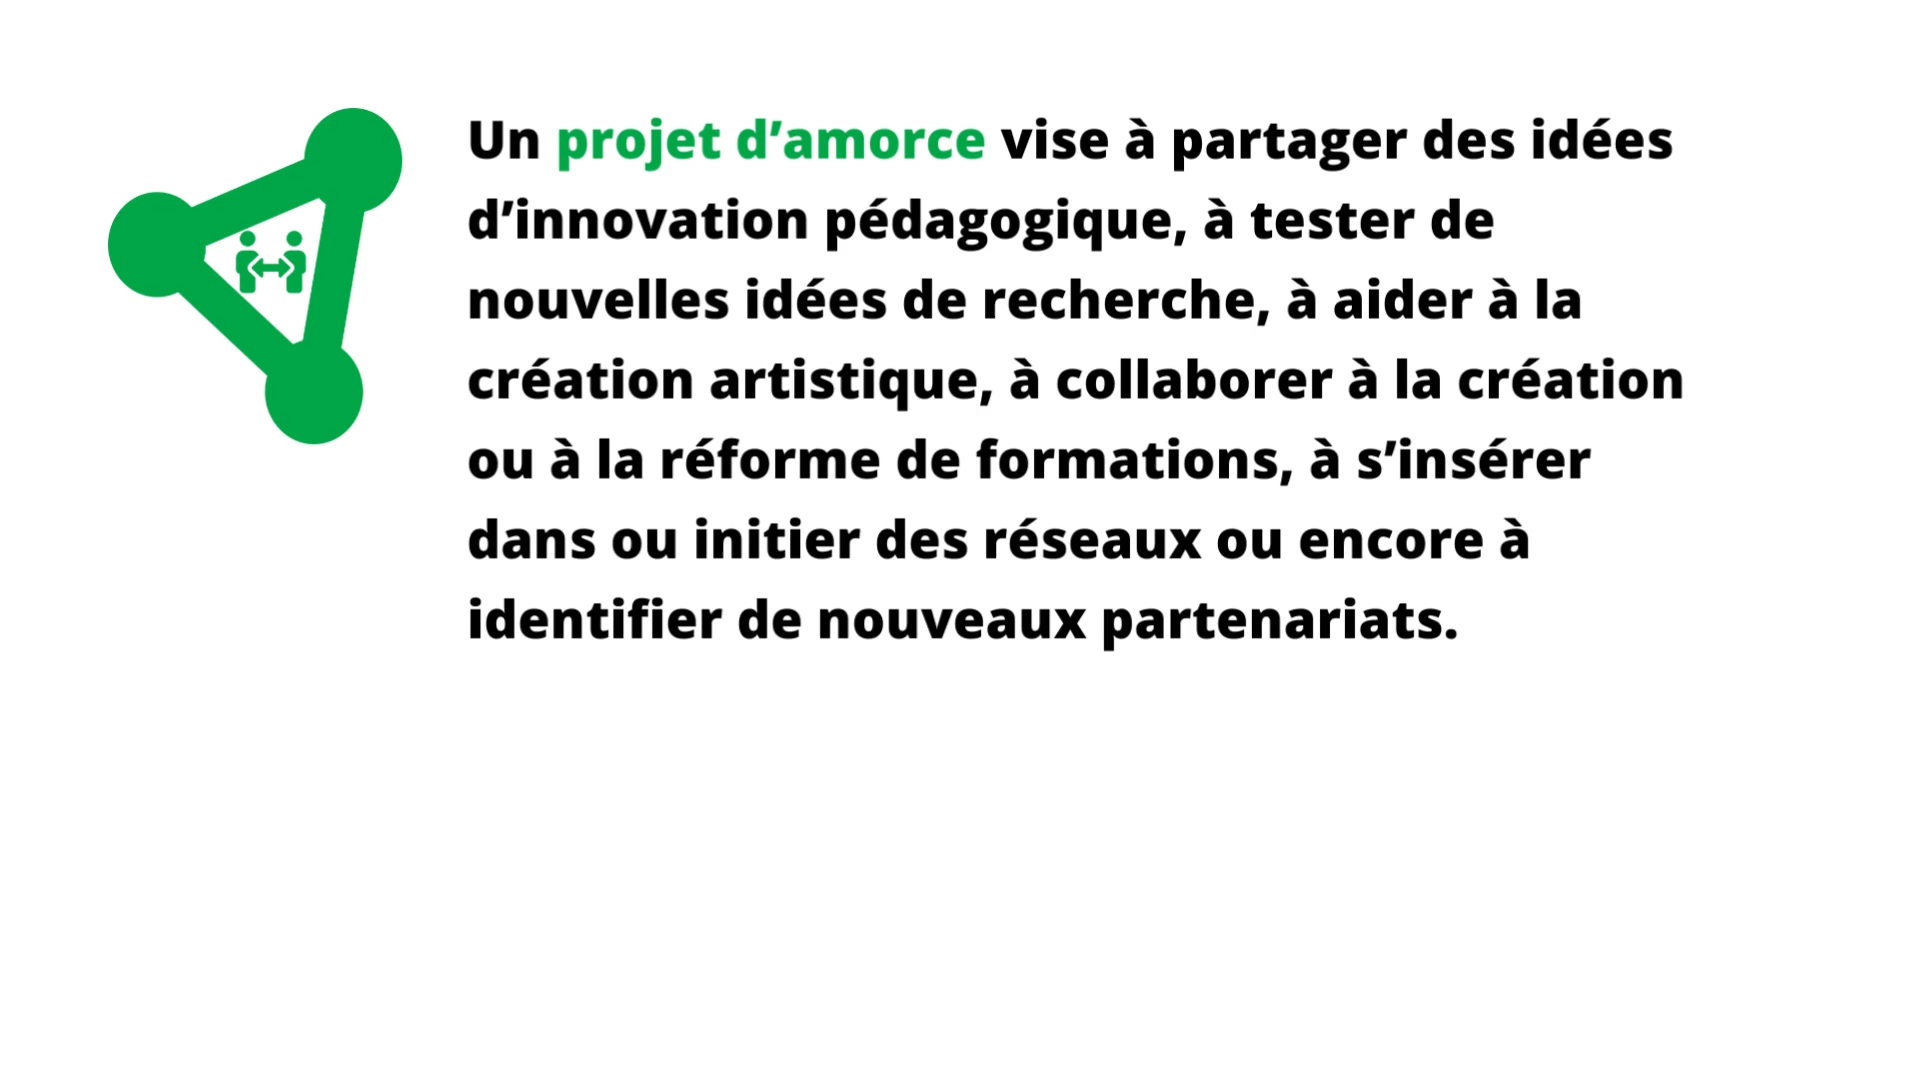 Un projet d’amorce vise à partager des idées
d’innovation pédagogique, à tester de
nouvelles idées de recherche, à aider à la
création artistique, à collaborer à la création
ou à la réforme de formations, à s’insérer
dans ou initier des réseaux ou encore à
identifier de nouveaux partenariats.